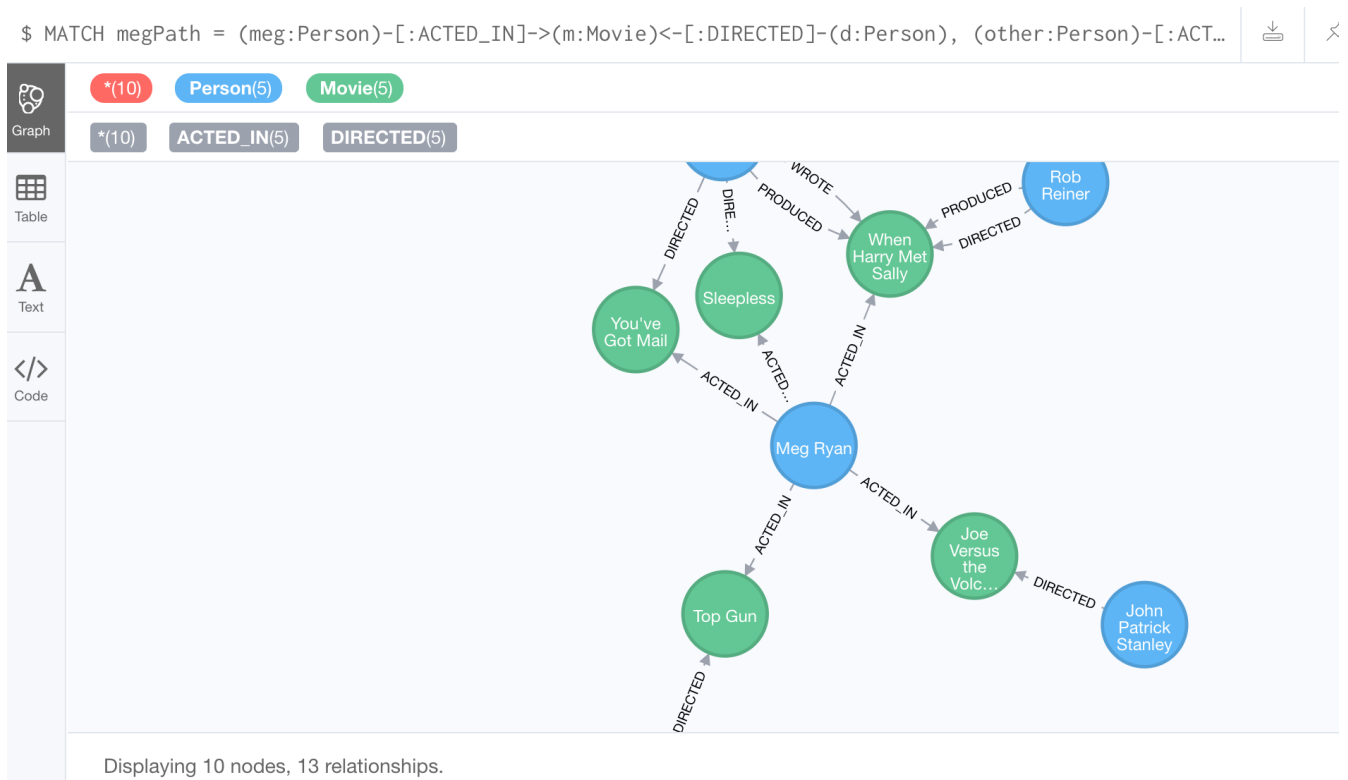 $ MATCH megPath = (meg:Person)-[:ACTED_IN]->(m:Movie)<-[:DIRECTED]-(d:Person), (other:Person)-[:ACT…
*(10) Person(5) Movie(5)
*(10) ACTED_IN(5) DIRECTED(5)
Graph
Table
Text
Code
WROTE
PRODUCED
DIRE…
DIRECTED
PRODUCED
DIRECTED
Rob
Reiner
When
Harry Met
Sally
Sleepless
You've
Got Mail
ACTED_IN
ACTED…
ACTED_IN
Meg Ryan
ACTED_IN
ACTED_IN
Joe
Versus
the
Volc…
DIRECTED
John
Patrick
Stanley
Top Gun
DIRECTED
Displaying 10 nodes, 13 relationships.